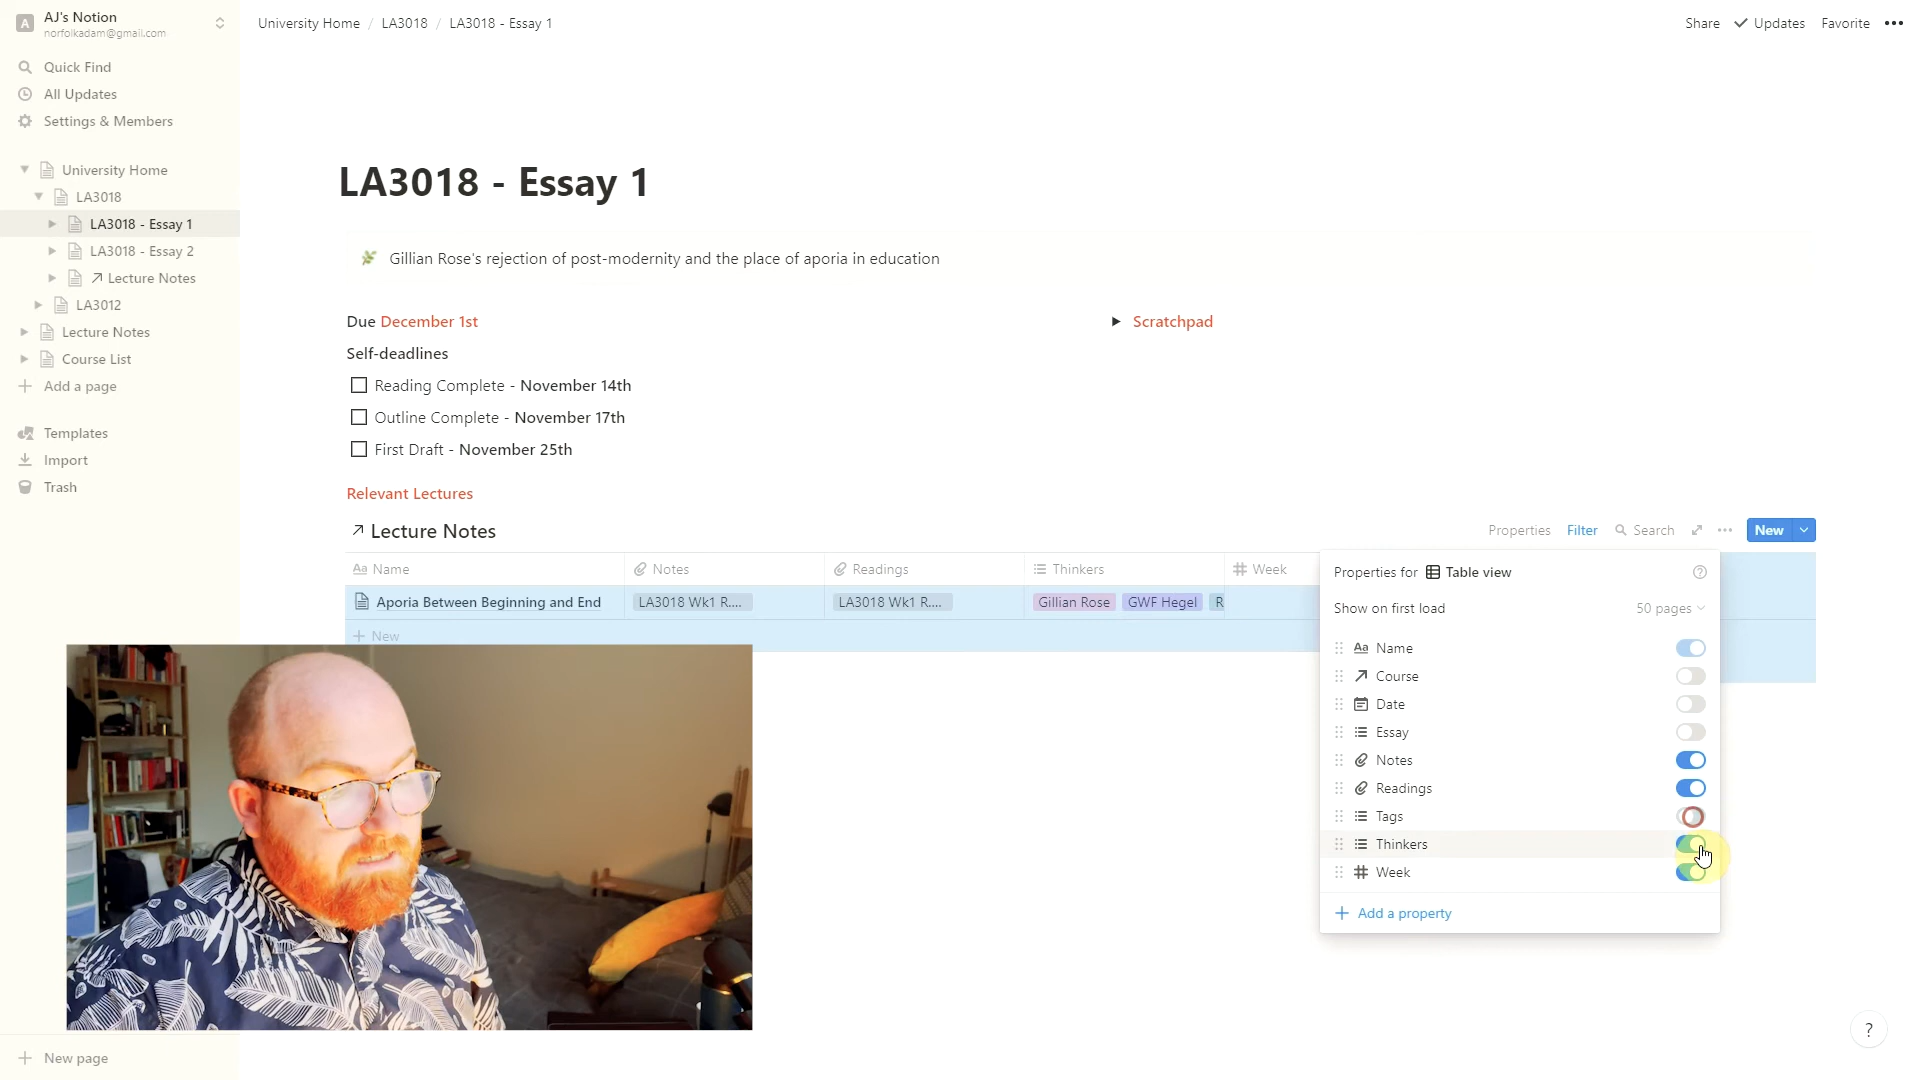 A AJ's Notion
norfolkadam@gmail.com
Quick Find
All Updates
Settings & Members
University Home
LA3018
LA3018 - Essay 1
LA3018 - Essay 2
Lecture Notes
LA3012
Lecture Notes
Course List
Add a page
Templates
Import
Trash
New page
University Home / LA3018 / LA3018 - Essay 1
Share Updates Favorite
LA3018 - Essay 1
Gillian Rose's rejection of post-modernity and the place of aporia in education
Due December 1st
Self-deadlines
Reading Complete - November 14th
Outline Complete - November 17th
First Draft - November 25th
Scratchpad
Relevant Lectures
Lecture Notes
Properties Filter Search New
Aa Name Notes Readings Thinkers # Week
Aporia Between Beginning and End LA3018 Wk1 R.... LA3018 Wk1 R.... Gillian Rose GWF Hegel R
+ New
Properties for Table view ?
Show on first load 50 pages
Aa Name
Course
Date
Essay
Notes
Readings
Tags
Thinkers
# Week
+ Add a property
?